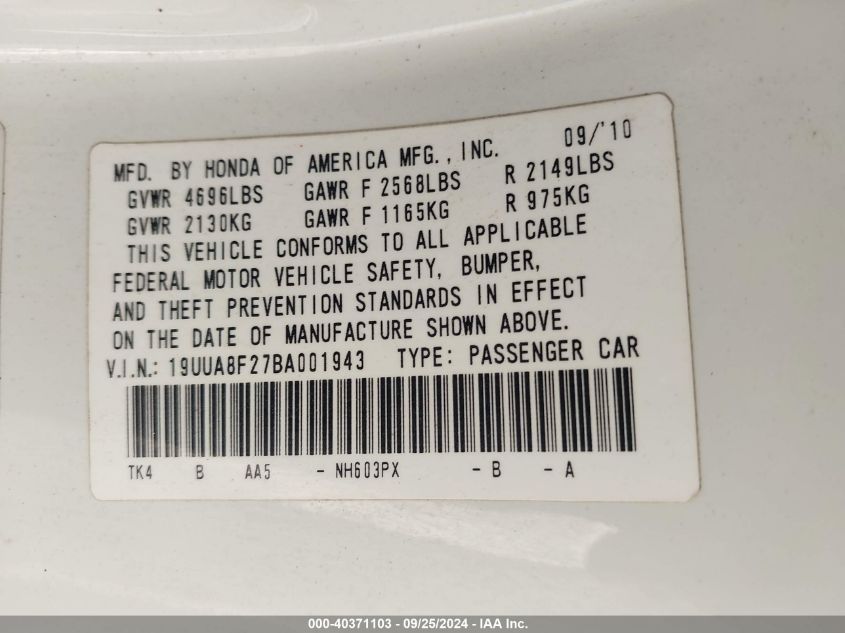 MFD. BY HONDA OF AMERICA MFG., INC. 09/'10
GVWR 4696LBS GAWR F 2568LBS R 2149LBS
GVWR 2130KG GAWR F 1165KG R 975KG
THIS VEHICLE CONFORMS TO ALL APPLICABLE
FEDERAL MOTOR VEHICLE SAFETY, BUMPER,
AND THEFT PREVENTION STANDARDS IN EFFECT
ON THE DATE OF MANUFACTURE SHOWN ABOVE.
V.I.N.: 19UUA8F27BA001943 TYPE: PASSENGER CAR
TK4 B AA5 - NH603PX - B - A
000-40371103 - 09/25/2024 - IAA Inc.